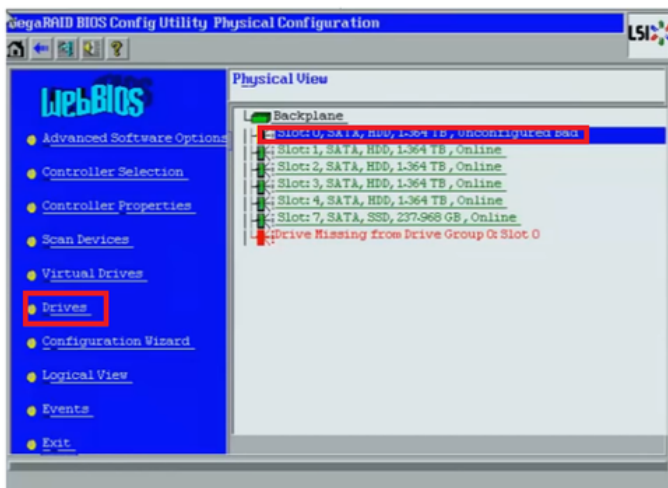 MegaRAID BIOS Config Utility Physical Configuration
LSI
WebBIOS
Physical View
Backplane
Slot: 0, SATA, HDD, 1.364 TB, Unconfigured Bad
Slot: 1, SATA, HDD, 1.364 TB, Online
Slot: 2, SATA, HDD, 1.364 TB, Online
Slot: 3, SATA, HDD, 1.364 TB, Online
Slot: 4, SATA, HDD, 1.364 TB, Online
Slot: 7, SATA, SSD, 237.968 GB, Online
Drive Missing from Drive Group 0: Slot 0
Advanced Software Options
Controller Selection
Controller Properties
Scan Devices
Virtual Drives
Drives
Configuration Wizard
Logical View
Events
Exit